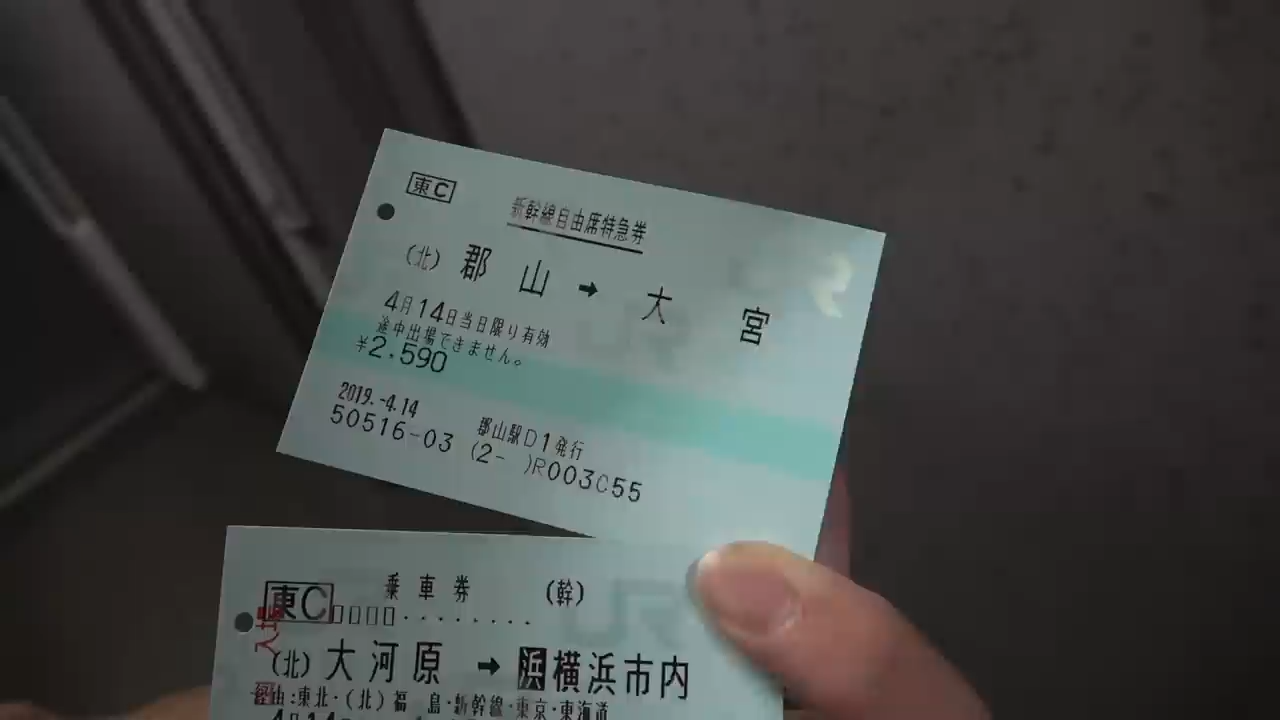 東C
新幹線自由席特急券
(北) 郡山 → 大宮
4月14日当日限り有効
途中出場できません。
¥2.590
2019.-4.14
50516-03 郡山駅D1発行
(2- )R003C55
乗車券 (幹)
東C□□□□........
(北) 大河原 → 浜横浜市内
経由:東北・(北)福島・新幹線・東京・東海道
4月14